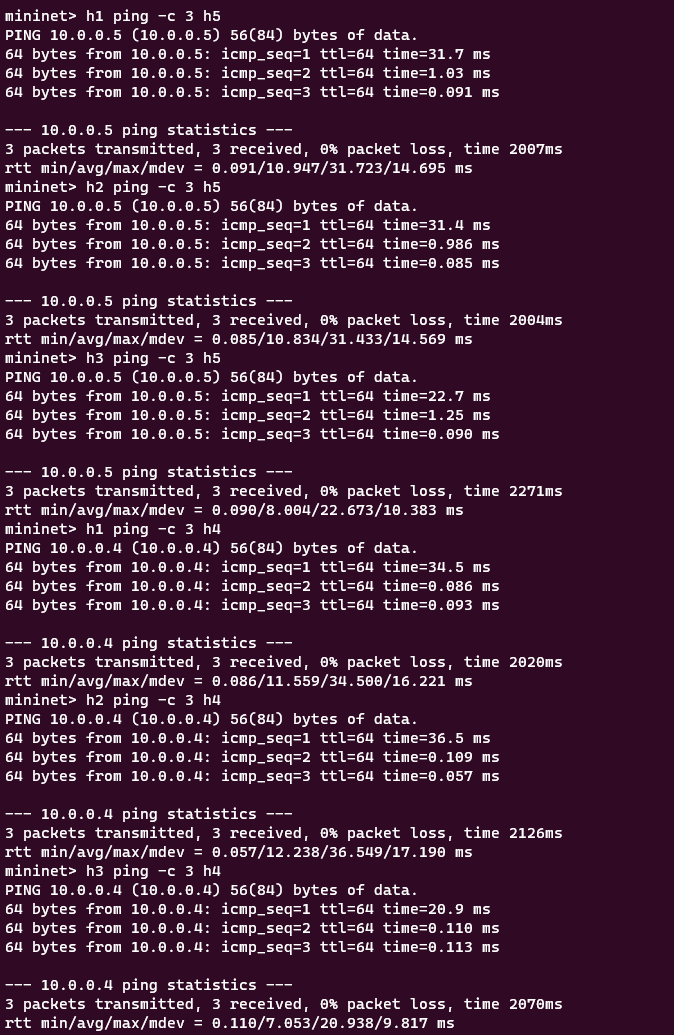 mininet> h1 ping -c 3 h5
PING 10.0.0.5 (10.0.0.5) 56(84) bytes of data.
64 bytes from 10.0.0.5: icmp_seq=1 ttl=64 time=31.7 ms
64 bytes from 10.0.0.5: icmp_seq=2 ttl=64 time=1.03 ms
64 bytes from 10.0.0.5: icmp_seq=3 ttl=64 time=0.091 ms
--- 10.0.0.5 ping statistics ---
3 packets transmitted, 3 received, 0% packet loss, time 2007ms
rtt min/avg/max/mdev = 0.091/10.947/31.723/14.695 ms
mininet> h2 ping -c 3 h5
PING 10.0.0.5 (10.0.0.5) 56(84) bytes of data.
64 bytes from 10.0.0.5: icmp_seq=1 ttl=64 time=31.4 ms
64 bytes from 10.0.0.5: icmp_seq=2 ttl=64 time=0.986 ms
64 bytes from 10.0.0.5: icmp_seq=3 ttl=64 time=0.085 ms
--- 10.0.0.5 ping statistics ---
3 packets transmitted, 3 received, 0% packet loss, time 2004ms
rtt min/avg/max/mdev = 0.085/10.834/31.433/14.569 ms
mininet> h3 ping -c 3 h5
PING 10.0.0.5 (10.0.0.5) 56(84) bytes of data.
64 bytes from 10.0.0.5: icmp_seq=1 ttl=64 time=22.7 ms
64 bytes from 10.0.0.5: icmp_seq=2 ttl=64 time=1.25 ms
64 bytes from 10.0.0.5: icmp_seq=3 ttl=64 time=0.090 ms
--- 10.0.0.5 ping statistics ---
3 packets transmitted, 3 received, 0% packet loss, time 2271ms
rtt min/avg/max/mdev = 0.090/8.004/22.673/10.383 ms
mininet> h1 ping -c 3 h4
PING 10.0.0.4 (10.0.0.4) 56(84) bytes of data.
64 bytes from 10.0.0.4: icmp_seq=1 ttl=64 time=34.5 ms
64 bytes from 10.0.0.4: icmp_seq=2 ttl=64 time=0.086 ms
64 bytes from 10.0.0.4: icmp_seq=3 ttl=64 time=0.093 ms
--- 10.0.0.4 ping statistics ---
3 packets transmitted, 3 received, 0% packet loss, time 2020ms
rtt min/avg/max/mdev = 0.086/11.559/34.500/16.221 ms
mininet> h2 ping -c 3 h4
PING 10.0.0.4 (10.0.0.4) 56(84) bytes of data.
64 bytes from 10.0.0.4: icmp_seq=1 ttl=64 time=36.5 ms
64 bytes from 10.0.0.4: icmp_seq=2 ttl=64 time=0.109 ms
64 bytes from 10.0.0.4: icmp_seq=3 ttl=64 time=0.057 ms
--- 10.0.0.4 ping statistics ---
3 packets transmitted, 3 received, 0% packet loss, time 2126ms
rtt min/avg/max/mdev = 0.057/12.238/36.549/17.190 ms
mininet> h3 ping -c 3 h4
PING 10.0.0.4 (10.0.0.4) 56(84) bytes of data.
64 bytes from 10.0.0.4: icmp_seq=1 ttl=64 time=20.9 ms
64 bytes from 10.0.0.4: icmp_seq=2 ttl=64 time=0.110 ms
64 bytes from 10.0.0.4: icmp_seq=3 ttl=64 time=0.113 ms
--- 10.0.0.4 ping statistics ---
3 packets transmitted, 3 received, 0% packet loss, time 2070ms
rtt min/avg/max/mdev = 0.110/7.053/20.938/9.817 ms